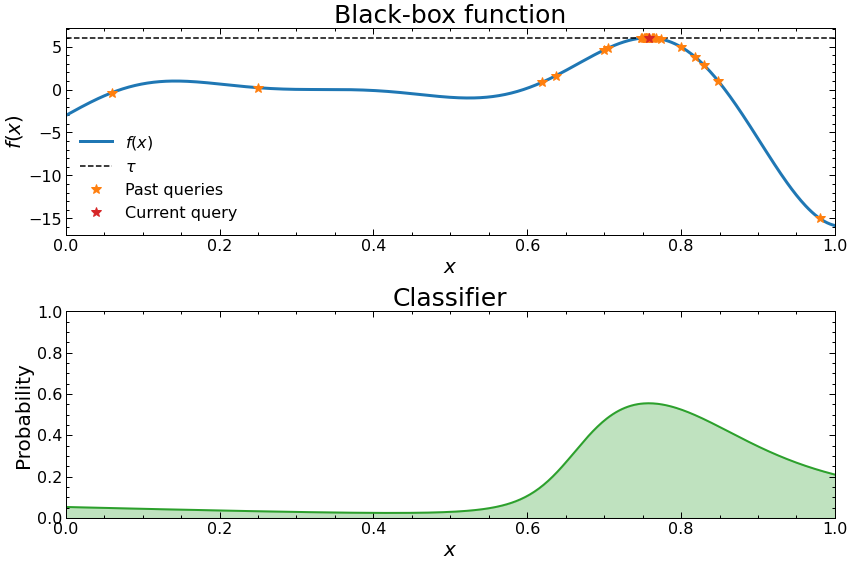 Black-box function
5
0
−5
−10
−15
f(x)
f(x)
τ
Past queries
Current query
0.0 0.2 0.4 0.6 0.8 1.0
x
Classifier
1.0
0.8
0.6
0.4
0.2
0.0
Probability
0.0 0.2 0.4 0.6 0.8 1.0
x